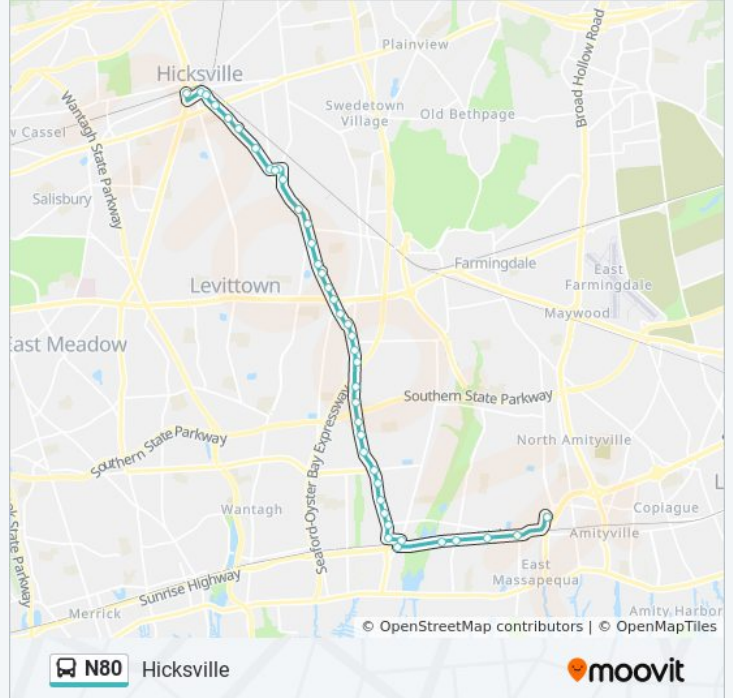 Plainview
Hicksville
Broad Hollow Road
Swedetown
Village
Old Bethpage
w Cassel
Wantagh State Parkway
Salisbury
Farmingdale
East
Farmingdale
Levittown
Maywood
East Meadow
Southern State Parkway
Seaford-Oyster Bay Expressway
Southern State Parkway
North Amityville
Wantagh
Copiague
L
ok State Parkway
Amityville
East
Massapequa
Sunrise Highway
Merrick
Amity Harbor
© OpenStreetMap contributors | © OpenMapTiles
N80 Hicksville
moovit